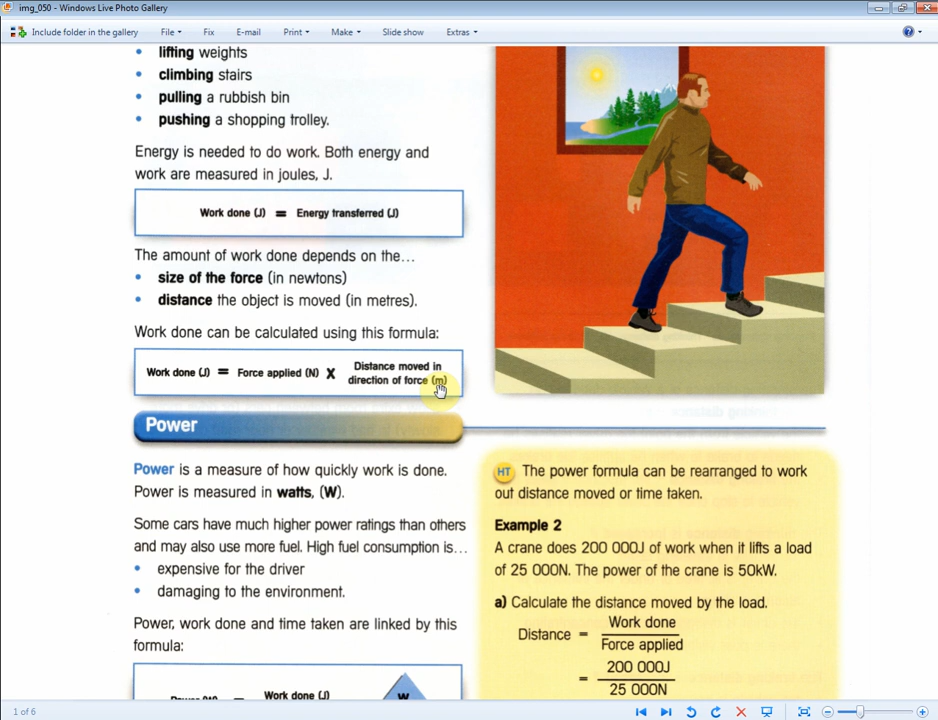 img_050 - Windows Live Photo Gallery
Include folder in the gallery File Fix E-mail Print Make Slide show Extras
• lifting weights
• climbing stairs
• pulling a rubbish bin
• pushing a shopping trolley.
Energy is needed to do work. Both energy and
work are measured in joules, J.
Work done (J) = Energy transferred (J)
The amount of work done depends on the...
• size of the force (in newtons)
• distance the object is moved (in metres).
Work done can be calculated using this formula:
Work done (J) = Force applied (N) X Distance moved in
direction of force (m)
Power
Power is a measure of how quickly work is done.
Power is measured in watts, (W).
Some cars have much higher power ratings than others
and may also use more fuel. High fuel consumption is...
• expensive for the driver
• damaging to the environment.
Power, work done and time taken are linked by this
formula:
Power (W) = Work done (J)
W
HT The power formula can be rearranged to work
out distance moved or time taken.
Example 2
A crane does 200 000J of work when it lifts a load
of 25 000N. The power of the crane is 50kW.
a) Calculate the distance moved by the load.
Distance = Work done
Force applied
= 200 000J
25 000N
1 of 6